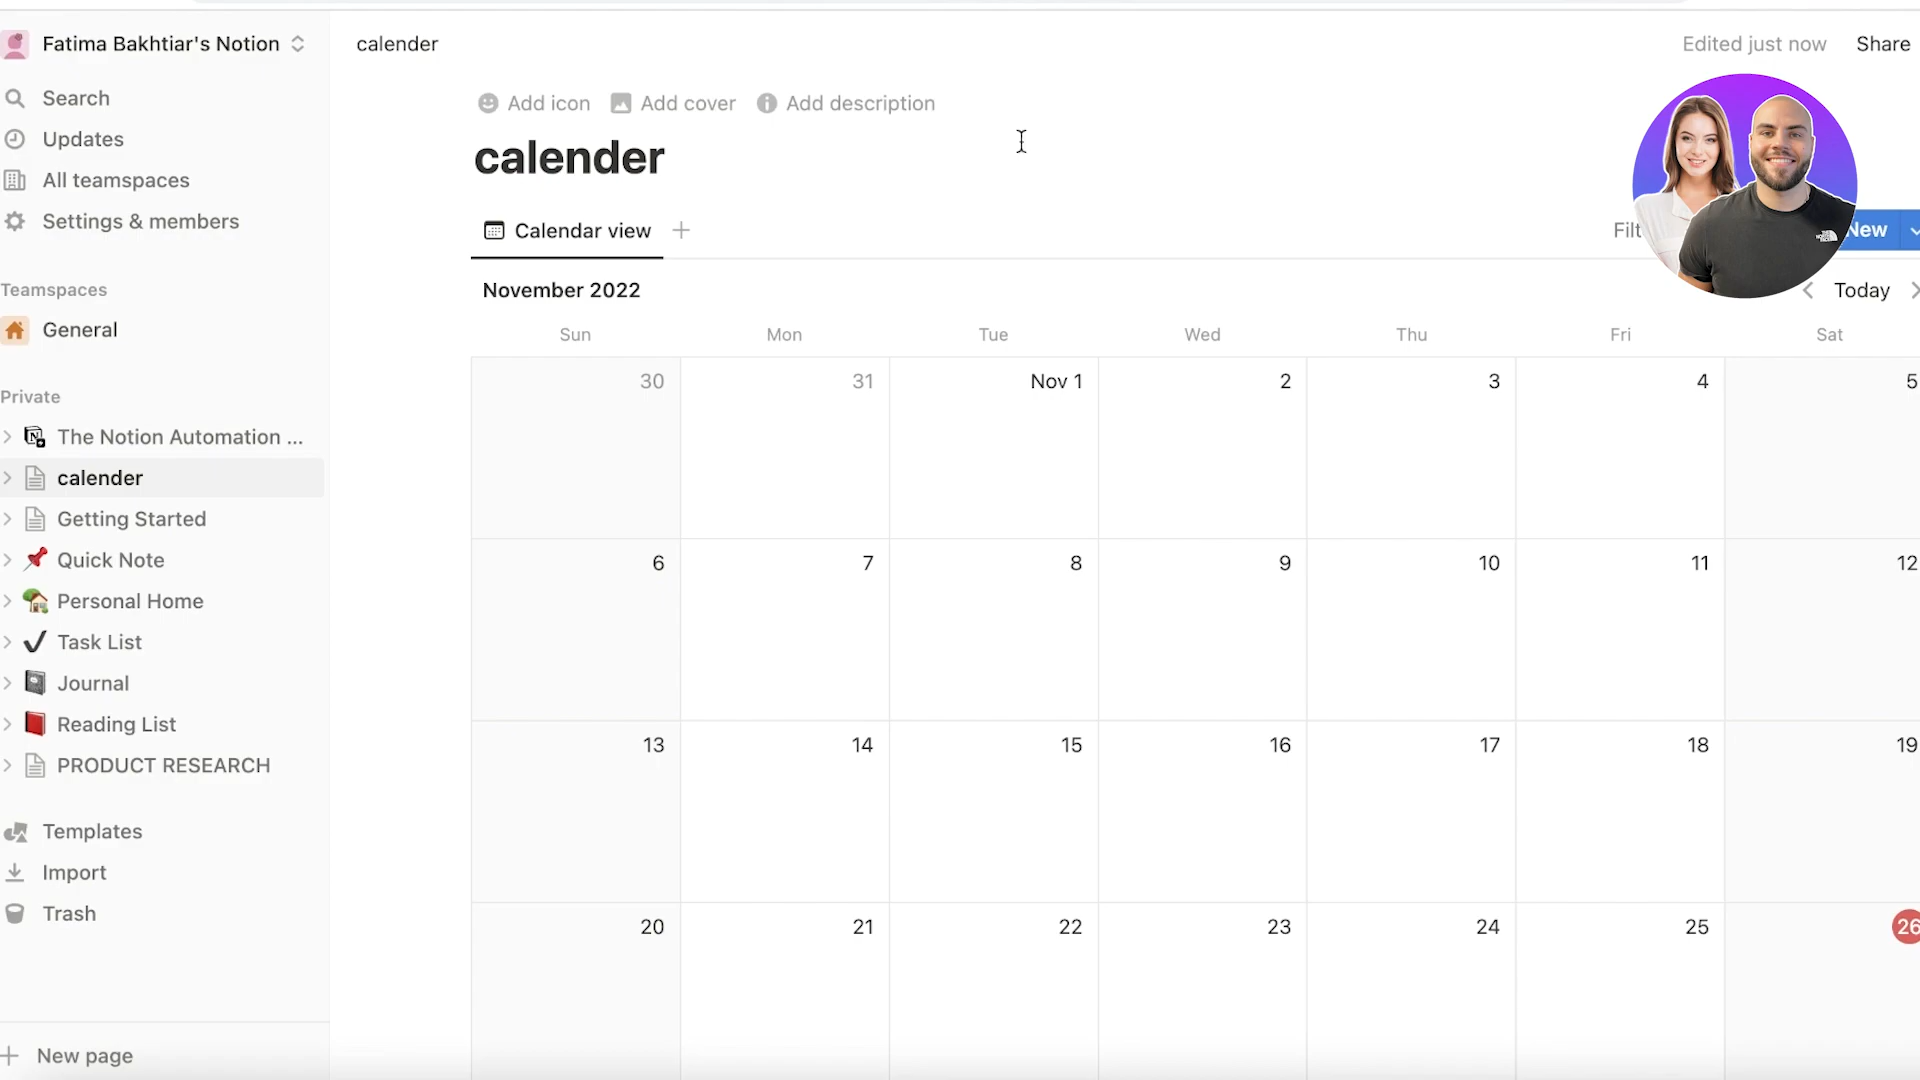 Fatima Bakhtiar's Notion
calender
Edited just now
Share
Search
Updates
All teamspaces
Settings & members
Teamspaces
General
Private
The Notion Automation ...
calender
Getting Started
Quick Note
Personal Home
Task List
Journal
Reading List
PRODUCT RESEARCH
Templates
Import
Trash
New page
Add icon
Add cover
Add description
calender
Calendar view
Filt
New
November 2022
Today
Sun Mon Tue Wed Thu Fri Sat
30 31 Nov 1 2 3 4 5
6 7 8 9 10 11 12
13 14 15 16 17 18 19
20 21 22 23 24 25 26